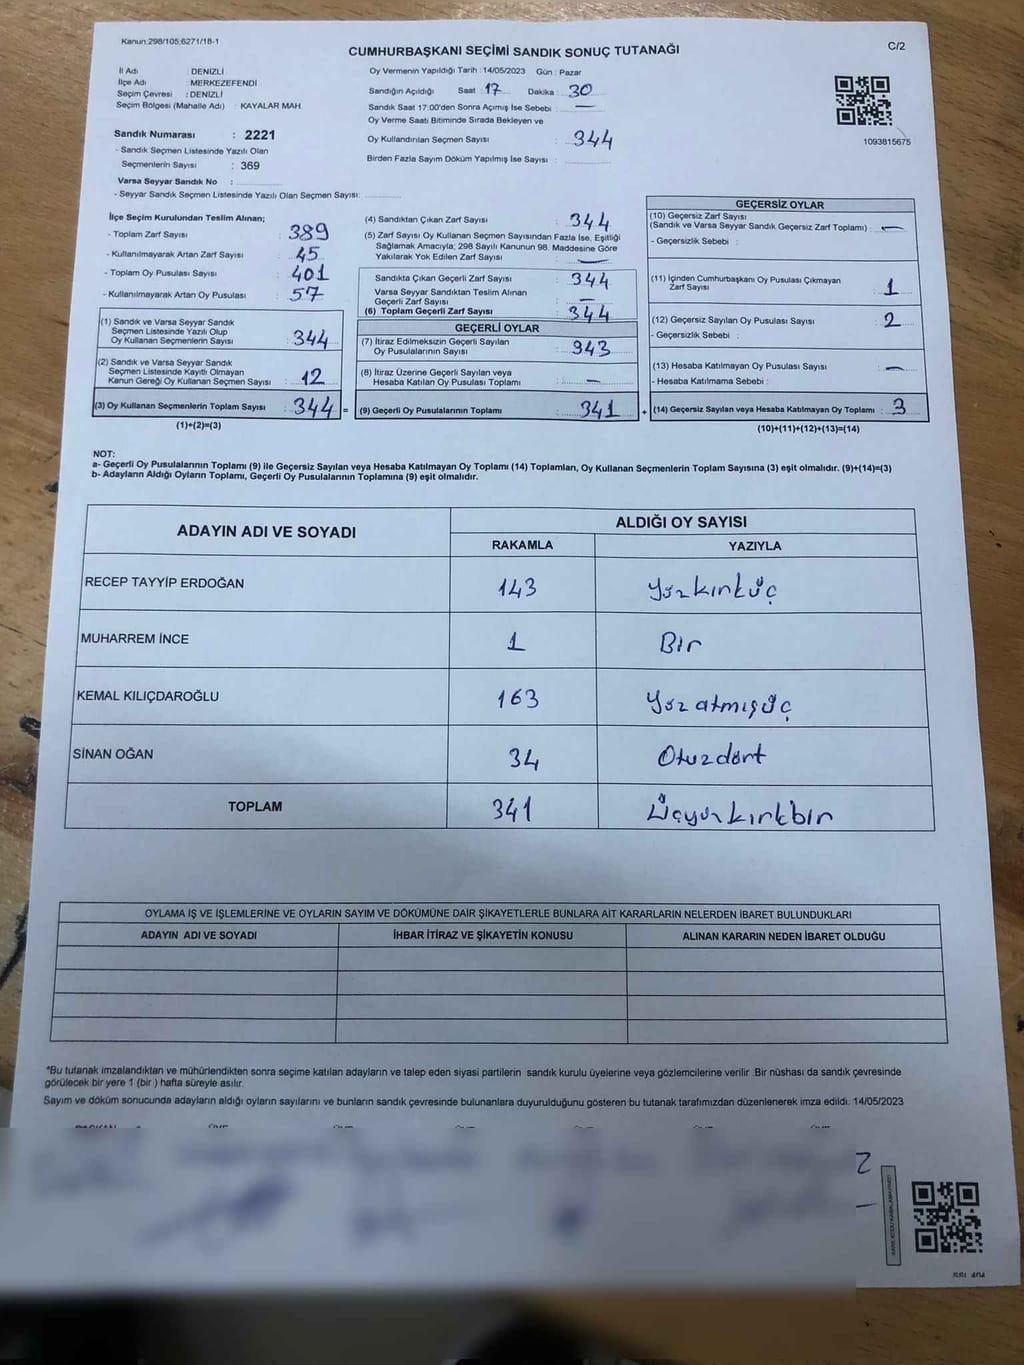 Kanun:298/105;6271/18-1
CUMHURBAŞKANI SEÇİMİ SANDIK SONUÇ TUTANAĞI
C/2
İl Adı : DENİZLİ
İlçe Adı : MERKEZEFENDİ
Seçim Çevresi : DENİZLİ
Seçim Bölgesi (Mahalle Adı) : KAYALAR MAH.
Sandık Numarası : 2221
- Sandık Seçmen Listesinde Yazılı Olan
Seçmenlerin Sayısı : 369
Varsa Seyyar Sandık No :
- Seyyar Sandık Seçmen Listesinde Yazılı Olan Seçmen Sayısı:
Oy Vermenin Yapıldığı Tarih : 14/05/2023 Gün : Pazar
Sandığın Açıldığı Saat : 17 Dakika : 30
Sandık Saat 17:00'den Sonra Açımış İse Sebebi : —
Oy Verme Saati Bitiminde Sırada Bekleyen ve
Oy Kullandırılan Seçmen Sayısı : 344
Birden Fazla Sayım Döküm Yapılmış İse Sayısı :
1093815675
İlçe Seçim Kurulundan Teslim Alınan;
- Toplam Zarf Sayısı : 389
- Kullanılmayarak Artan Zarf Sayısı : 45
- Toplam Oy Pusulası Sayısı : 401
- Kullanılmayarak Artan Oy Pusulası : 57
(1) Sandık ve Varsa Seyyar Sandık
Seçmen Listesinde Yazılı Olup
Oy Kullanan Seçmenlerin Sayısı : 344
(2) Sandık ve Varsa Seyyar Sandık
Seçmen Listesinde Kayıtlı Olmayan
Kanun Gereği Oy Kullanan Seçmen Sayısı : 12
(3) Oy Kullanan Seçmenlerin Toplam Sayısı : 344 =
(1)+(2)=(3)
(4) Sandıktan Çıkan Zarf Sayısı : 344
(5) Zarf Sayısı Oy Kullanan Seçmen Sayısından Fazla İse, Eşitliği
Sağlamak Amacıyla; 298 Sayılı Kanunun 98. Maddesine Göre
Yakılarak Yok Edilen Zarf Sayısı : —
Sandıkta Çıkan Geçerli Zarf Sayısı : 344
Varsa Seyyar Sandıktan Teslim Alınan
Geçerli Zarf Sayısı : —
(6) Toplam Geçerli Zarf Sayısı : 344
GEÇERLİ OYLAR
(7) İtiraz Edilmeksizin Geçerli Sayılan
Oy Pusulalarının Sayısı : 343
(8) İtiraz Üzerine Geçerli Sayılan veya
Hesaba Katılan Oy Pusulası Toplamı : —
(9) Geçerli Oy Pusulalarının Toplamı : 341 +
GEÇERSİZ OYLAR
(10) Geçersiz Zarf Sayısı
(Sandık ve Varsa Seyyar Sandık Geçersiz Zarf Toplamı) : —
- Geçersizlik Sebebi :
(11) İçinden Cumhurbaşkanı Oy Pusulası Çıkmayan
Zarf Sayısı : 1
(12) Geçersiz Sayılan Oy Pusulası Sayısı : 2
- Geçersizlik Sebebi :
(13) Hesaba Katılmayan Oy Pusulası Sayısı : —
- Hesaba Katılmama Sebebi :
(14) Geçersiz Sayılan veya Hesaba Katılmayan Oy Toplamı : 3
(10)+(11)+(12)+(13)=(14)
NOT:
a- Geçerli Oy Pusulalarının Toplamı (9) ile Geçersiz Sayılan veya Hesaba Katılmayan Oy Toplamı (14) Toplamları, Oy Kullanan Seçmenlerin Toplam Sayısına (3) eşit olmalıdır. (9)+(14)=(3)
b- Adayların Aldığı Oyların Toplamı, Geçerli Oy Pusulalarının Toplamına (9) eşit olmalıdır.
ADAYIN ADI VE SOYADI
ALDIĞI OY SAYISI
RAKAMLA YAZIYLA
RECEP TAYYİP ERDOĞAN 143 Yüzkırküç
MUHARREM İNCE 1 Bir
KEMAL KILIÇDAROĞLU 163 Yüzatmışüç
SİNAN OĞAN 34 Otuzdört
TOPLAM 341 Üçyüzkırkbir
OYLAMA İŞ VE İŞLEMLERİNE VE OYLARIN SAYIM VE DÖKÜMÜNE DAİR ŞİKAYETLERLE BUNLARA AİT KARARLARIN NELERDEN İBARET BULUNDUKLARI
ADAYIN ADI VE SOYADI İHBAR İTİRAZ VE ŞİKAYETİN KONUSU ALINAN KARARIN NEDEN İBARET OLDUĞU
*Bu tutanak imzalandıktan ve mühürlendikten sonra seçime katılan adayların ve talep eden siyasi partilerin sandık kurulu üyelerine veya gözlemcilerine verilir .Bir nüshası da sandık çevresinde
görülecek bir yere 1 (bir ) hafta süreyle asılır.
Sayım ve döküm sonucunda adayların aldığı oyların sayılarını ve bunların sandık çevresinde bulunanlara duyurulduğunu gösteren bu tutanak tarafımızdan düzenlenerek imza edildi. 14/05/2023